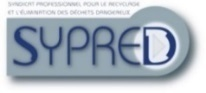 SYNDICAT PROFESSIONNEL POUR LE RECYCLAGE
ET L'ÉLIMINATION DES DÉCHETS DANGEREUX
SYPRED